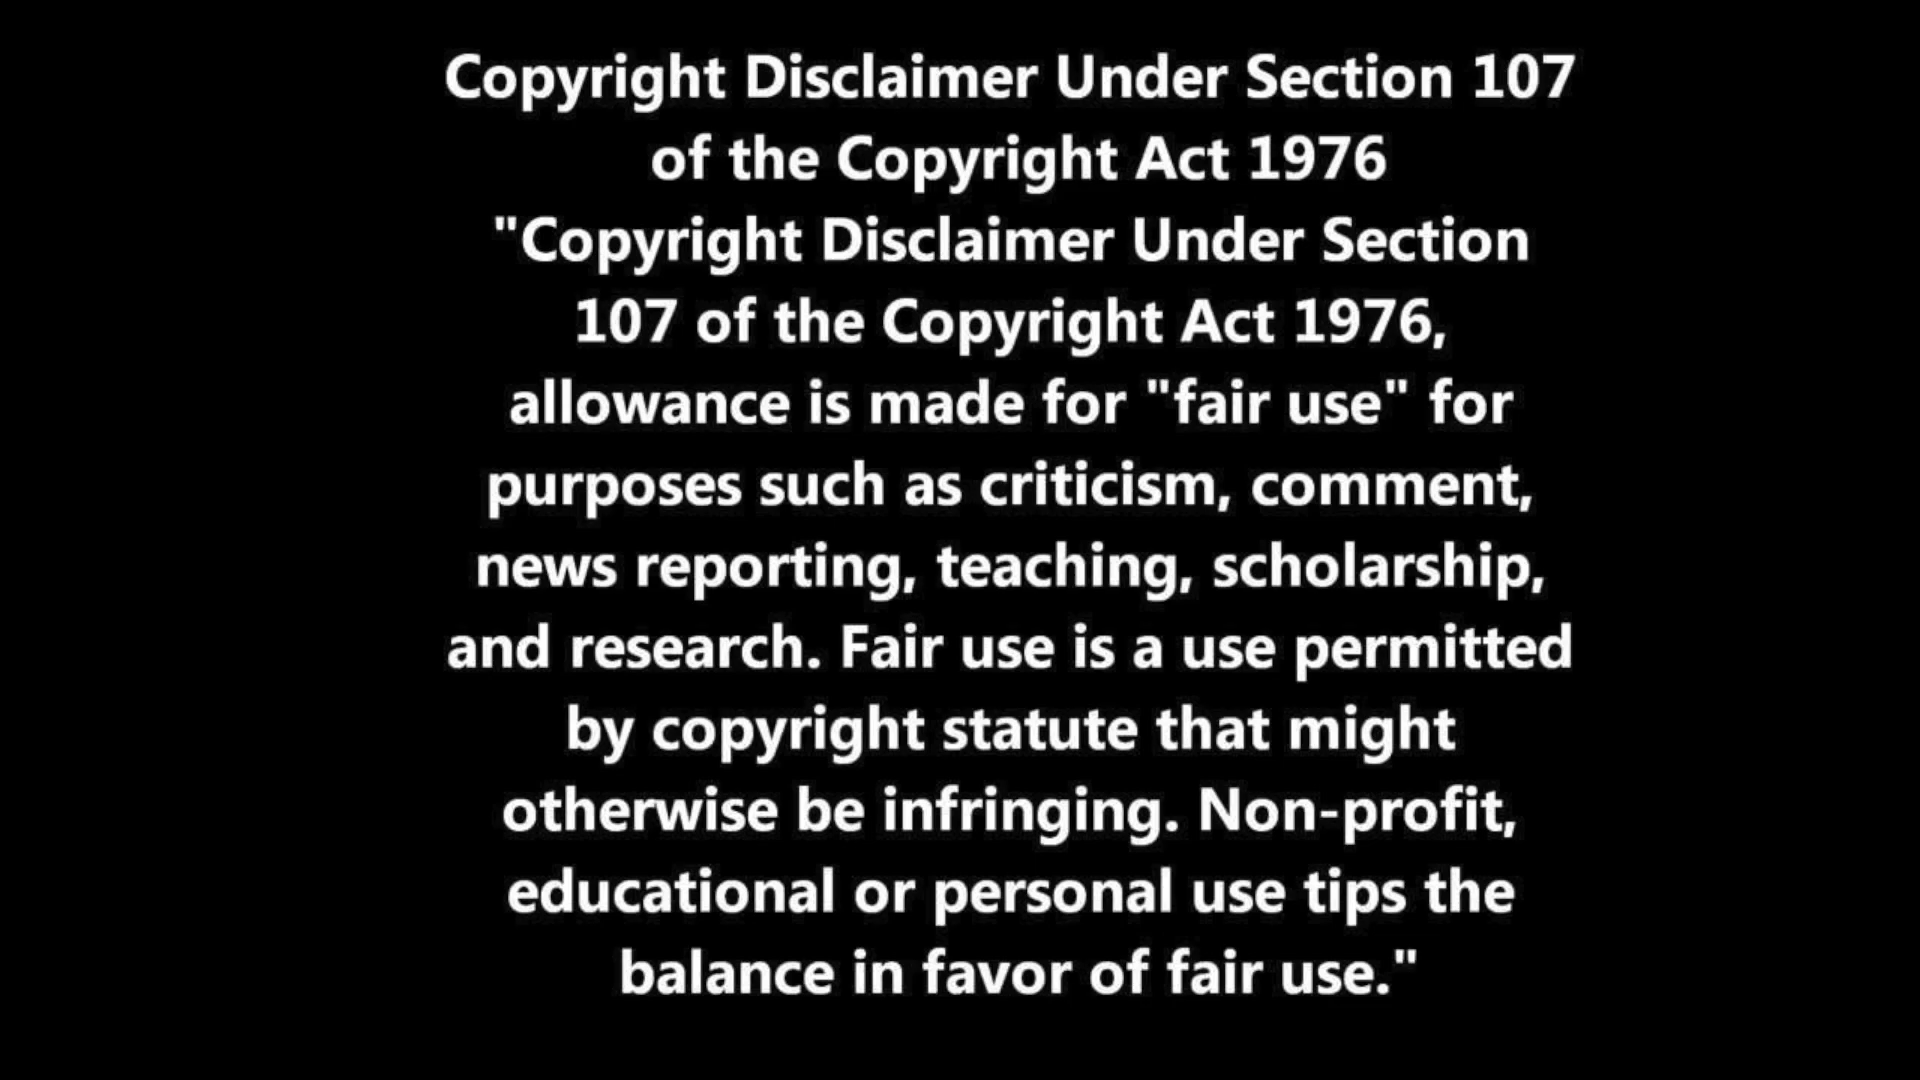 Copyright Disclaimer Under Section 107
of the Copyright Act 1976
"Copyright Disclaimer Under Section
107 of the Copyright Act 1976,
allowance is made for "fair use" for
purposes such as criticism, comment,
news reporting, teaching, scholarship,
and research. Fair use is a use permitted
by copyright statute that might
otherwise be infringing. Non-profit,
educational or personal use tips the
balance in favor of fair use."